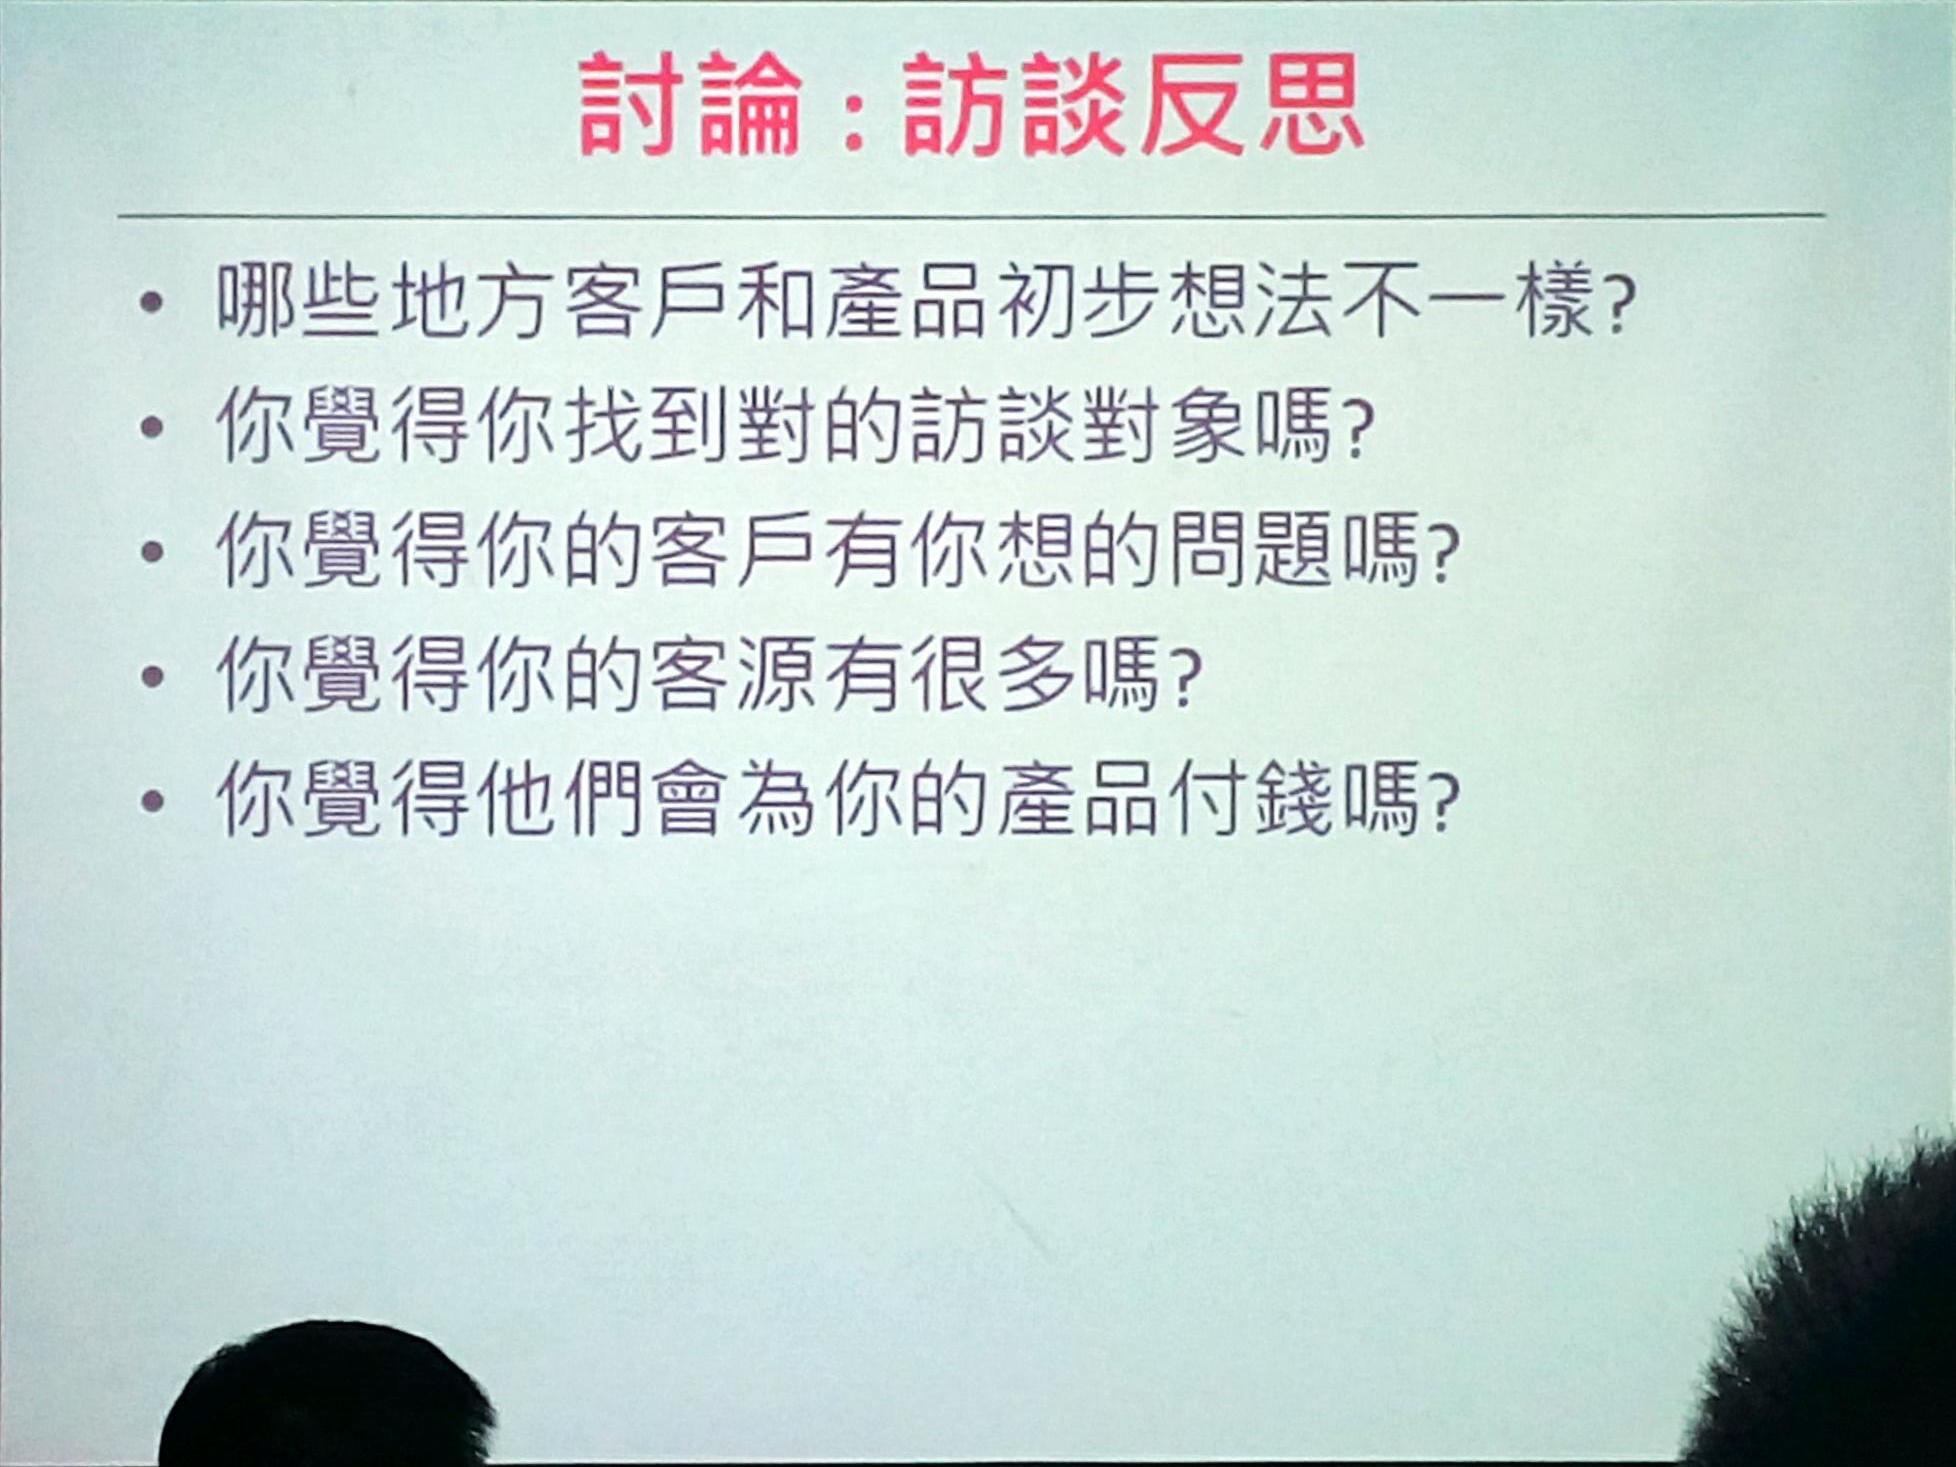 討論 : 訪談反思
• 哪些地方客戶和產品初步想法不一樣?
• 你覺得你找到對的訪談對象嗎?
• 你覺得你的客戶有你想的問題嗎?
• 你覺得你的客源有很多嗎?
• 你覺得他們會為你的產品付錢嗎?